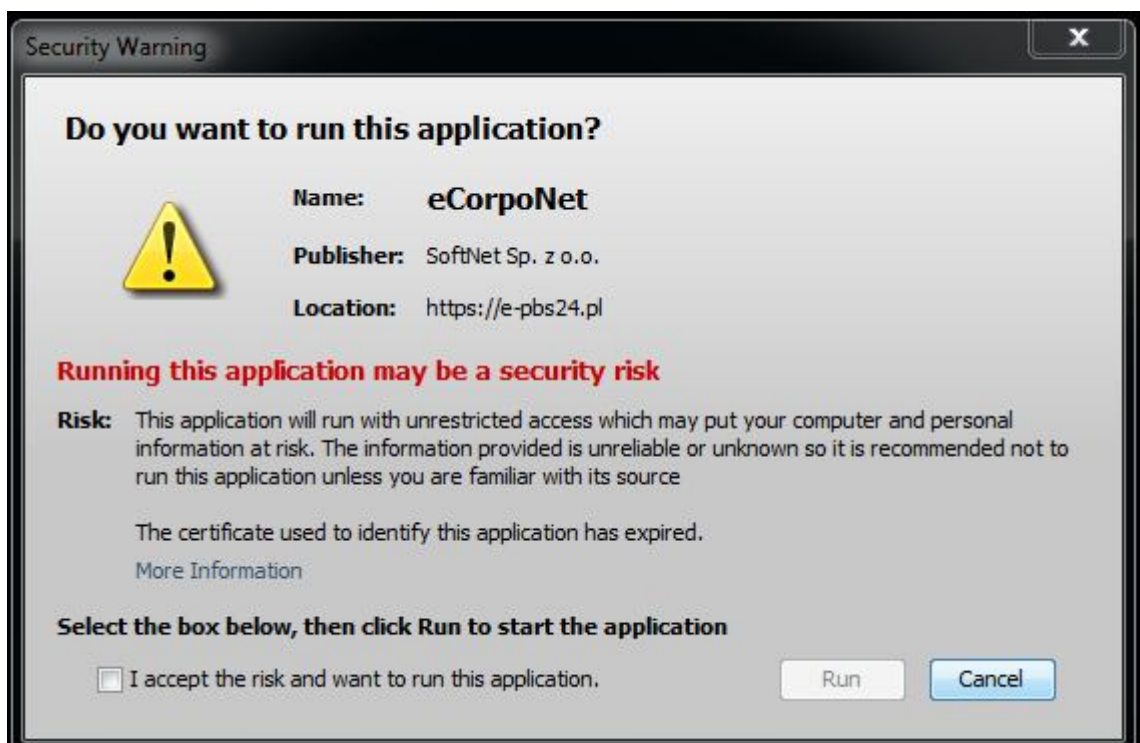 Security Warning
Do you want to run this application?
Name: eCorpoNet
Publisher: SoftNet Sp. z o.o.
Location: https://e-pbs24.pl
Running this application may be a security risk
Risk: This application will run with unrestricted access which may put your computer and personal
information at risk. The information provided is unreliable or unknown so it is recommended not to
run this application unless you are familiar with its source
The certificate used to identify this application has expired.
More Information
Select the box below, then click Run to start the application
I accept the risk and want to run this application. Run Cancel